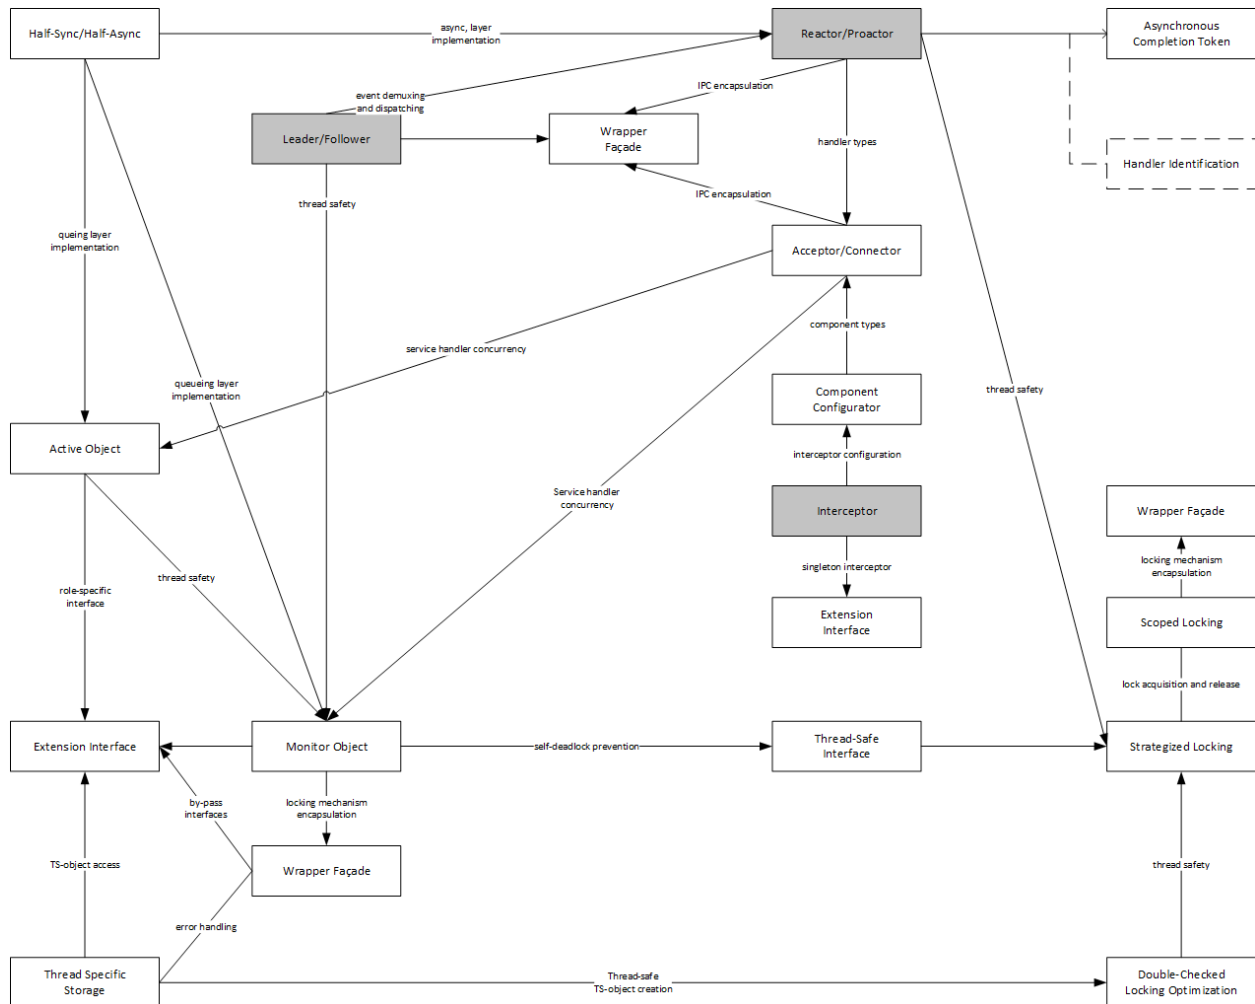 Half-Sync/Half-Async
async, layer
implementation
Reactor/Proactor
Asynchronous
Completion Token
event demuxing
and dispatching
IPC encapsulation
Leader/Follower
Wrapper
Façade
handler types
Handler Identification
thread safety
IPC encapsulation
queing layer
implementation
Acceptor/Connector
component types
service handler concurrency
queueing layer
implementation
Component
Configurator
thread safety
Active Object
interceptor configuration
Service handler
concurrency
Interceptor
Wrapper Façade
singleton interceptor
locking mechanism
encapsulation
thread safety
role-specific
interface
Extension
Interface
Scoped Locking
lock acquisition and release
Extension Interface
Monitor Object
self-deadlock prevention
Thread-Safe
Interface
Strategized Locking
by-pass
interfaces
locking mechanism
encapsulation
TS-object access
Wrapper Façade
thread safety
error handling
Thread Specific
Storage
Thread-safe
TS-object creation
Double-Checked
Locking Optimization